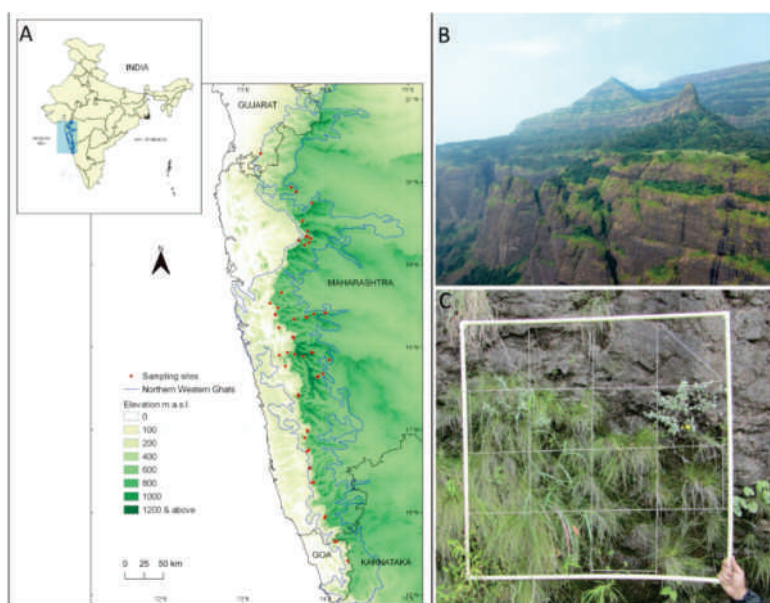 A
INDIA
GUJARAT
MAHARASHTRA
N
Sampling sites
Northern Western Ghats
Elevation m a.s.l.
0
100
200
400
600
800
1000
1200 & above
0 25 50 km
GOA
KARNATAKA
B
C